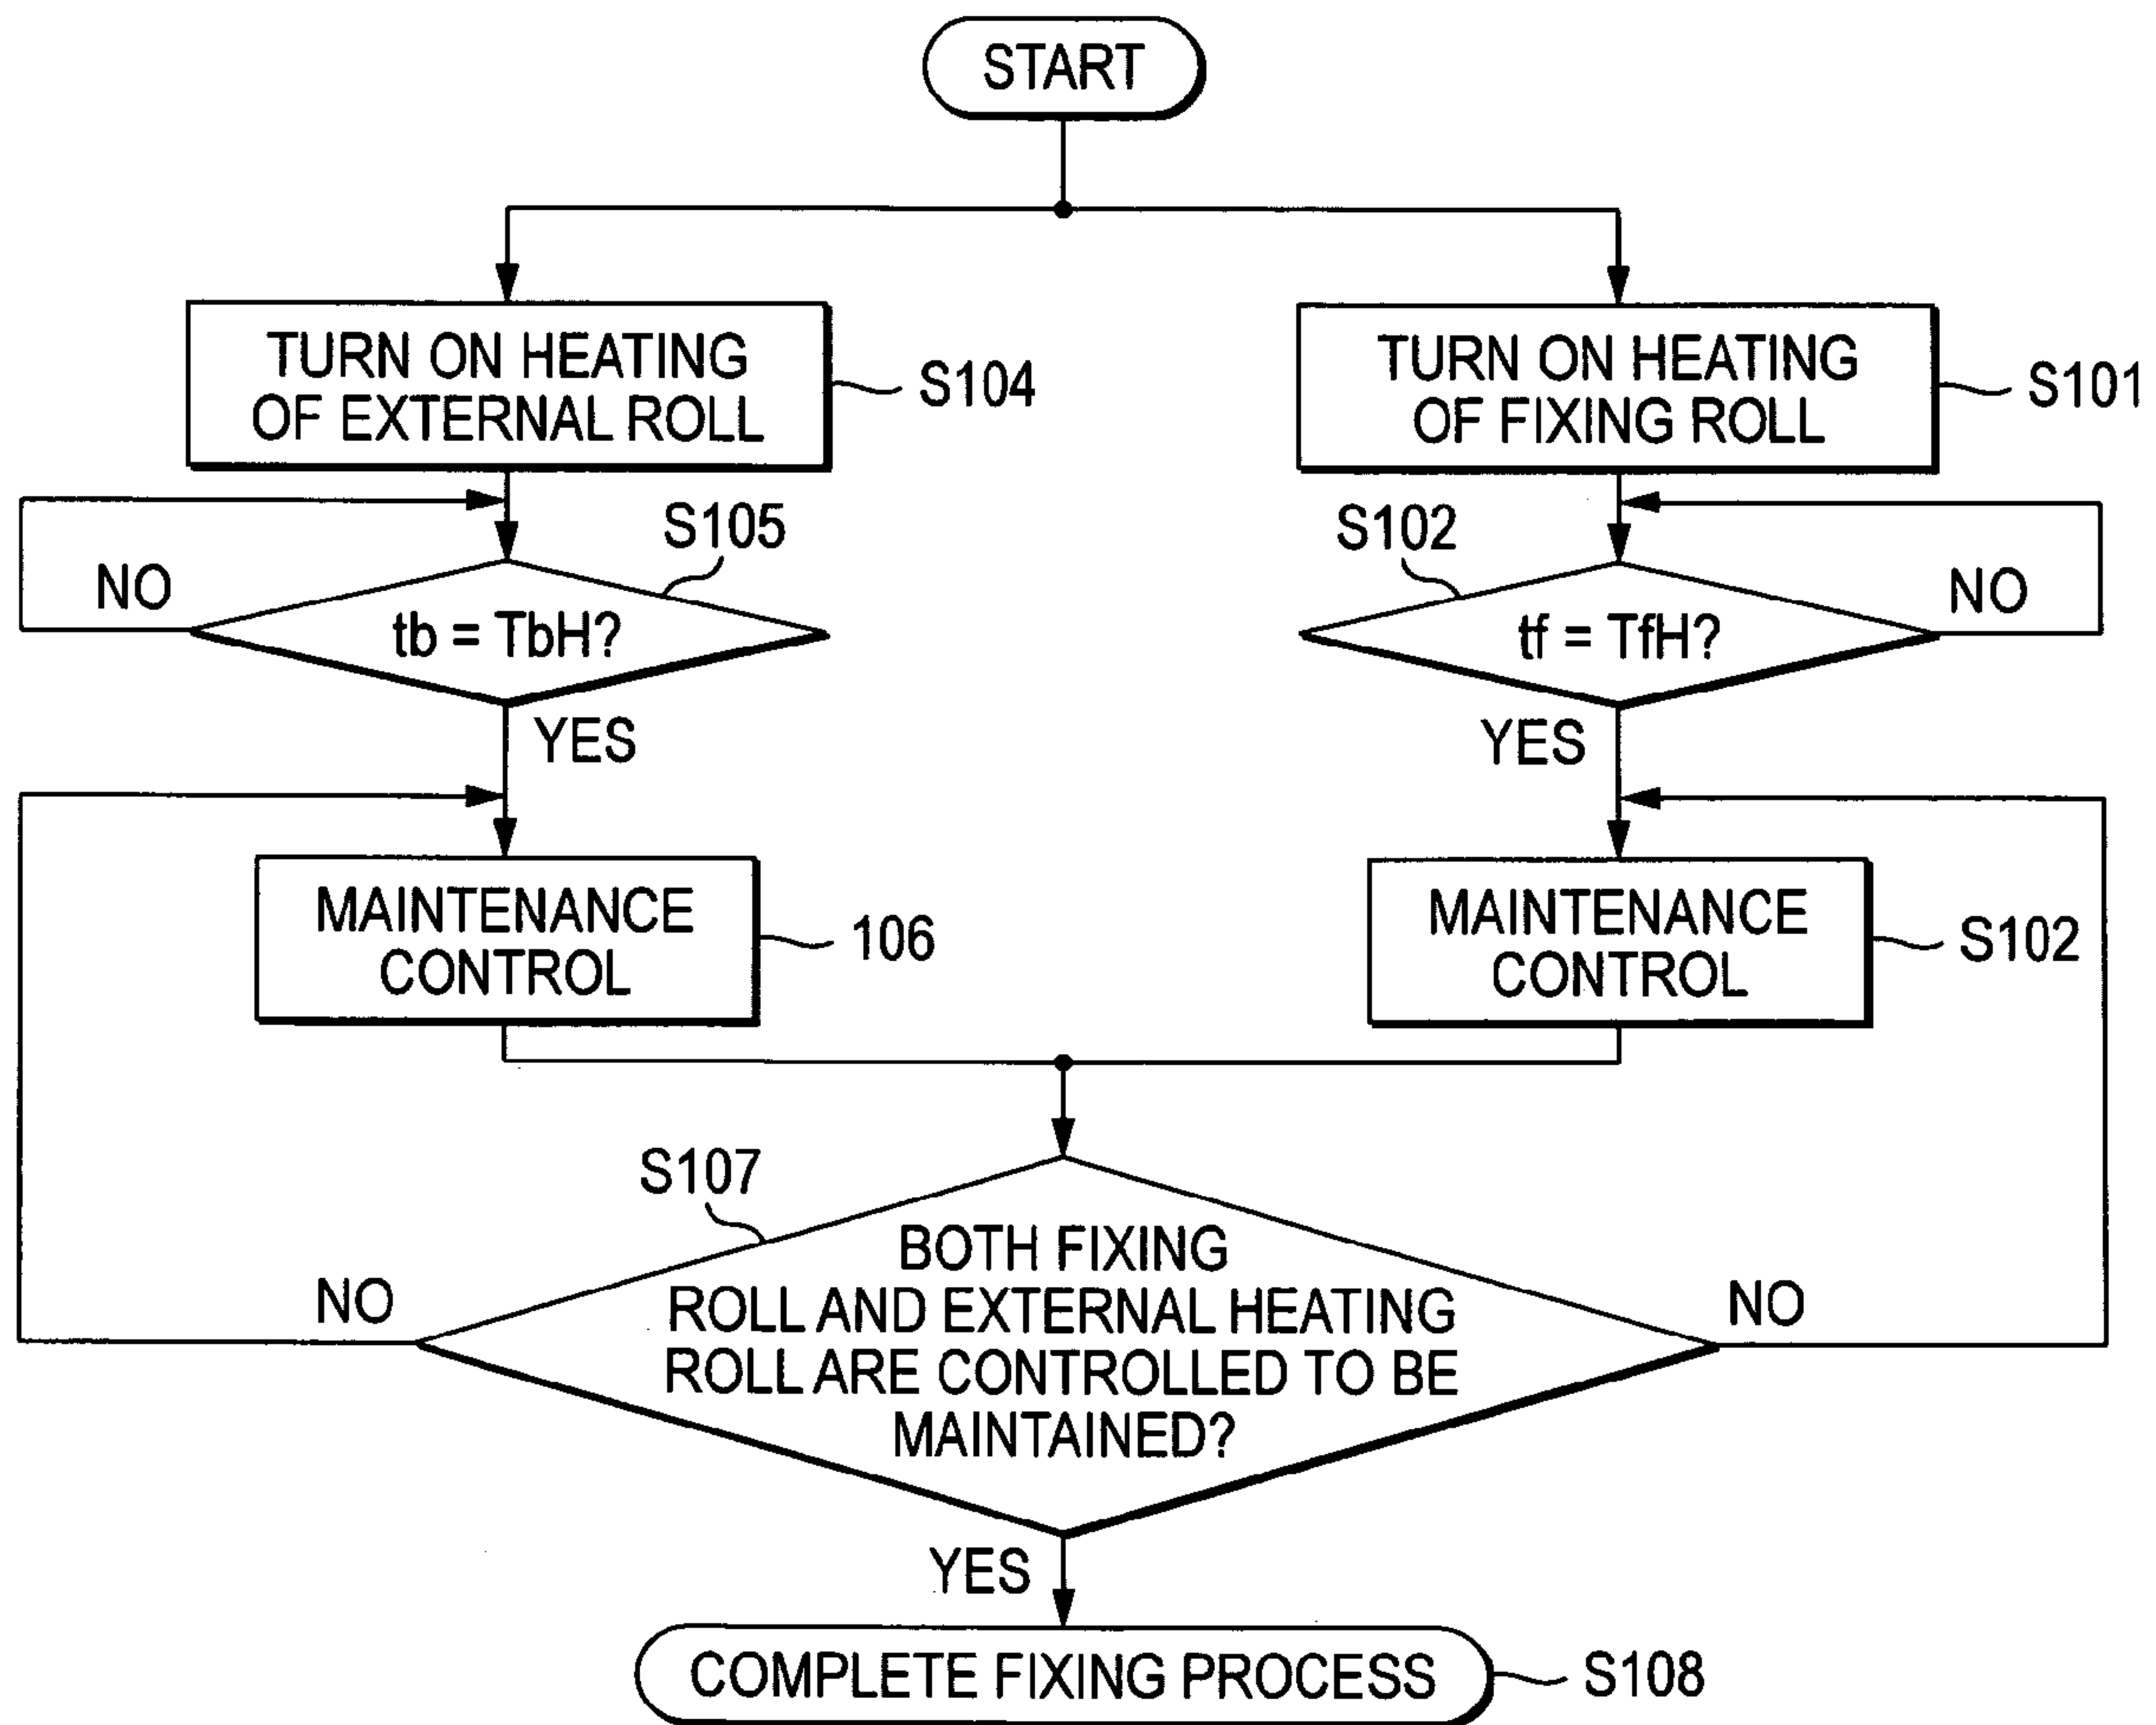 START
TURN ON HEATING
OF EXTERNAL ROLL
S104
TURN ON HEATING
OF FIXING ROLL
S101
S105
NO
tb = TbH?
YES
S102
NO
tf = TfH?
YES
MAINTENANCE
CONTROL
106
MAINTENANCE
CONTROL
S102
S107
BOTH FIXING
ROLL AND EXTERNAL HEATING
ROLL ARE CONTROLLED TO BE
MAINTAINED?
NO
NO
YES
COMPLETE FIXING PROCESS
S108